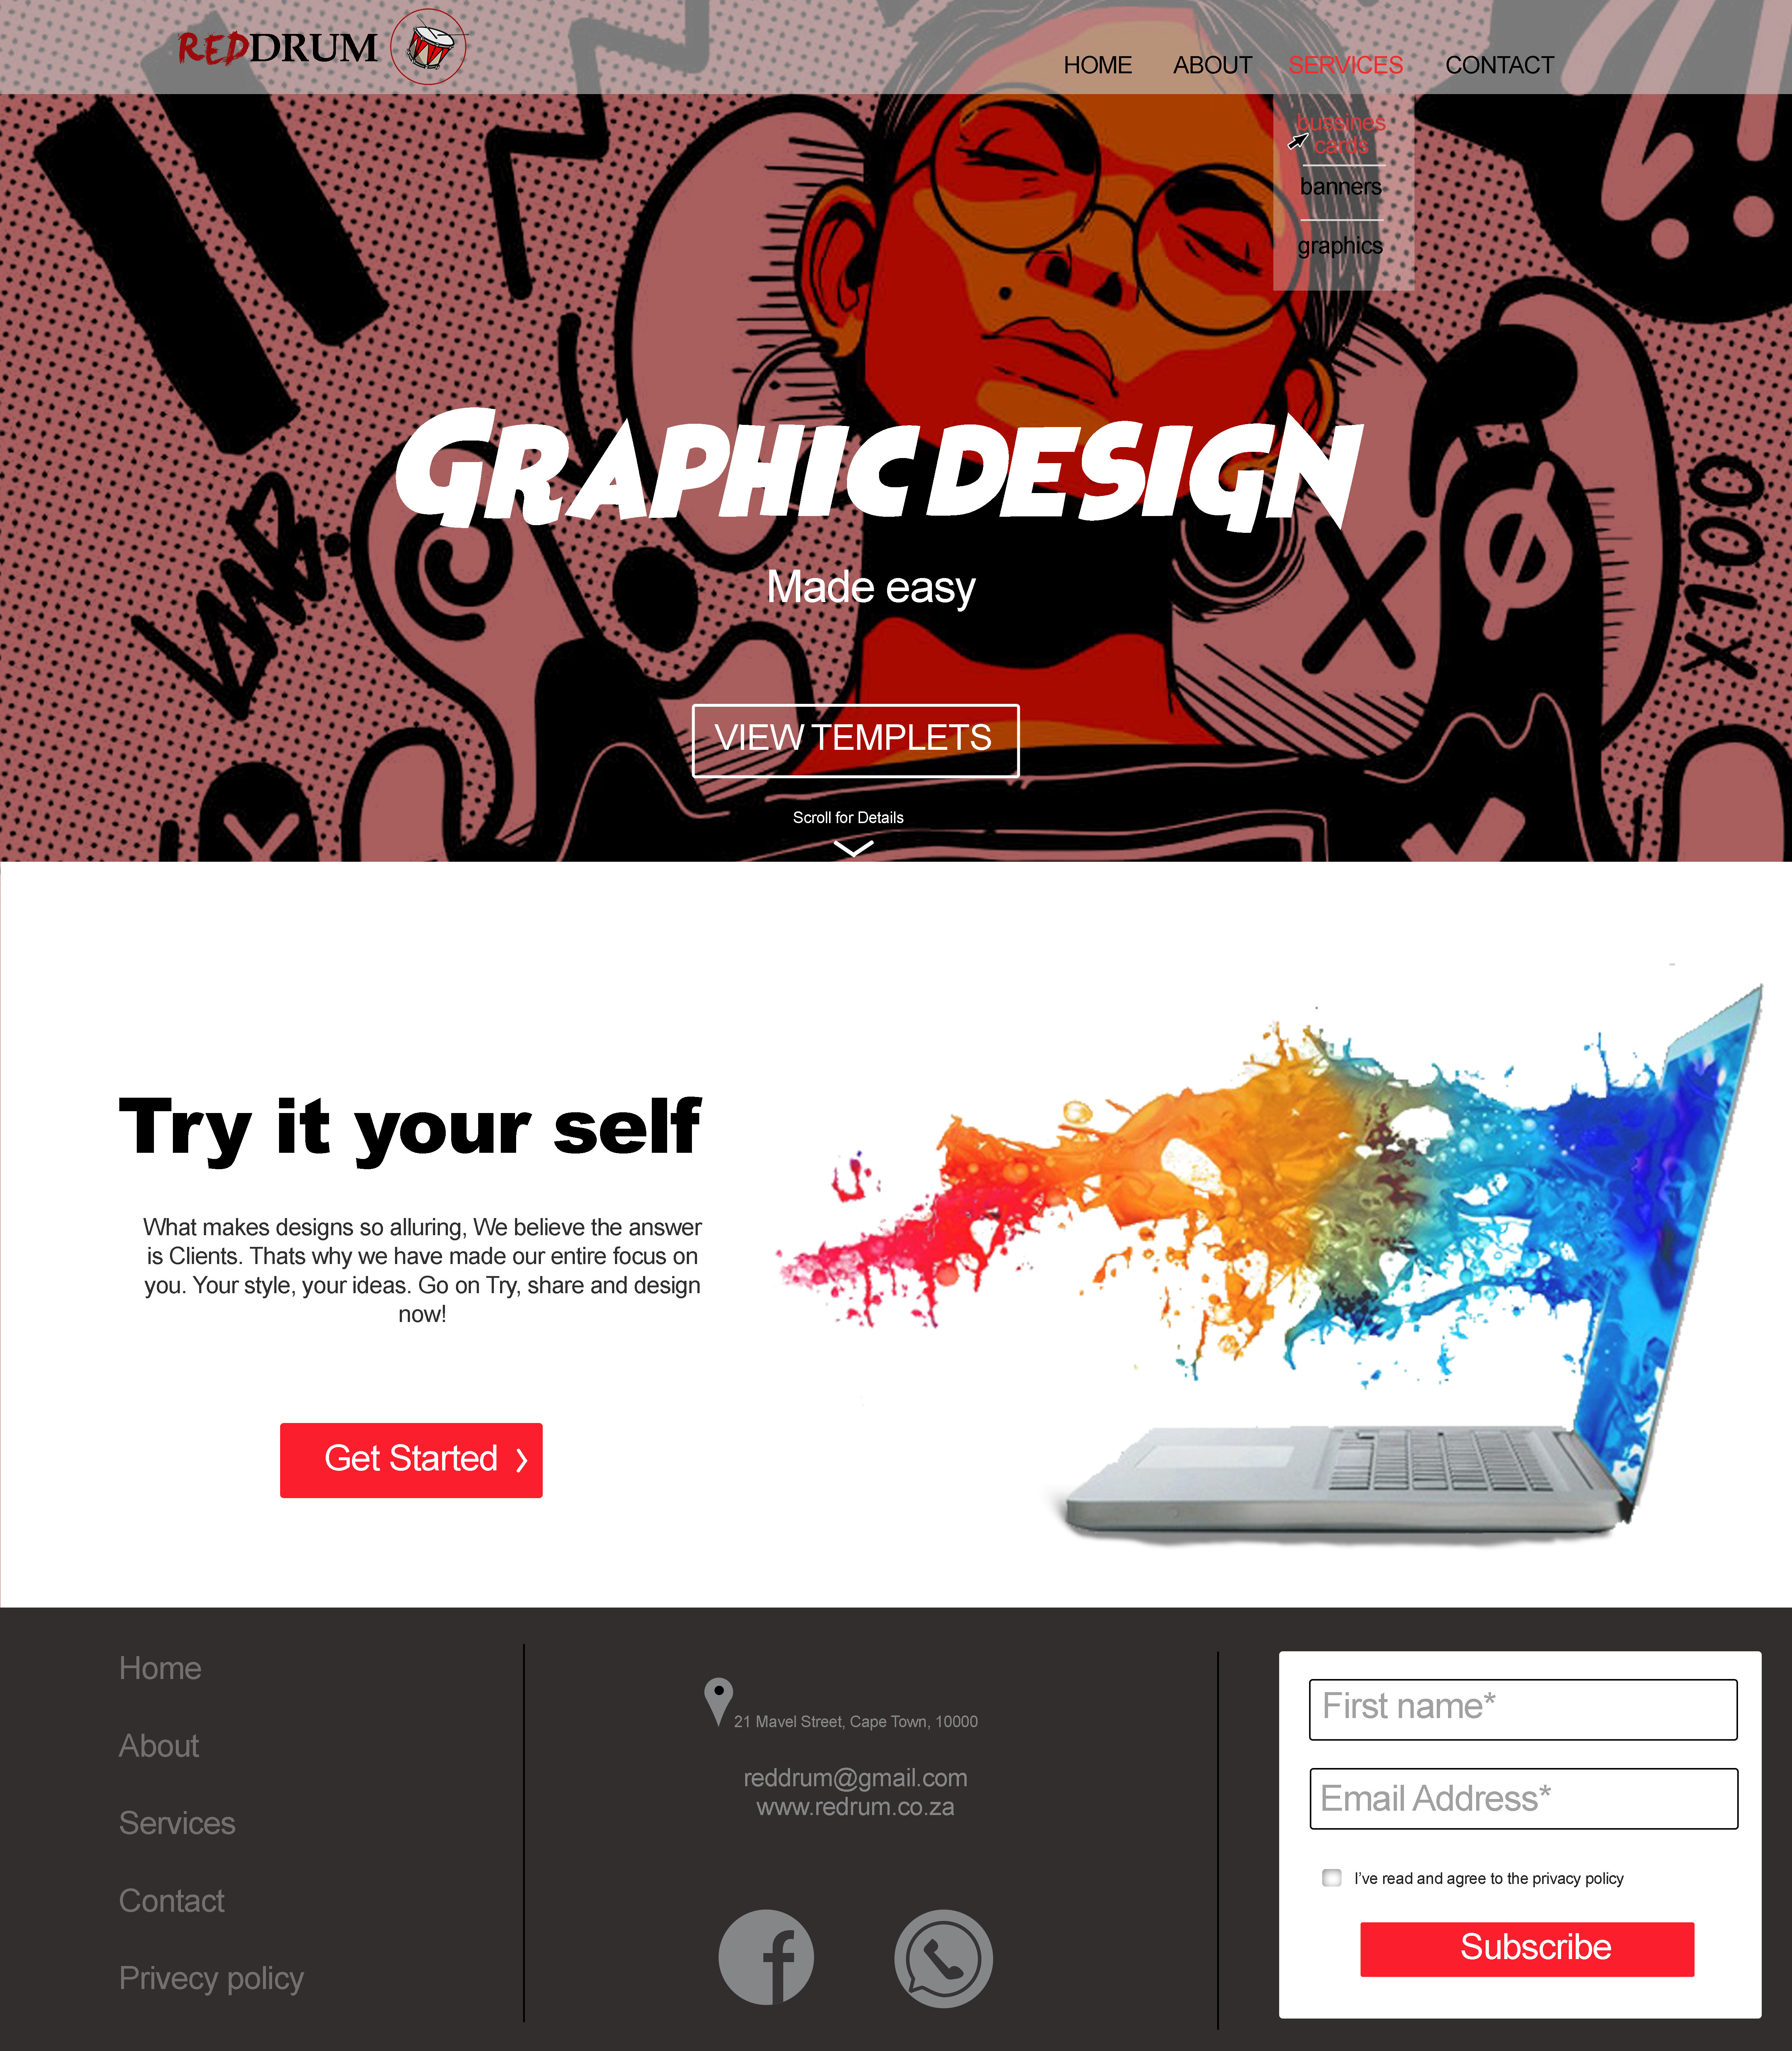 REDDRUM
HOME ABOUT SERVICES CONTACT
bussines
cards
banners
graphics
GRAPHIC DESIGN
Made easy
X100
VIEW TEMPLETS
Scroll for Details
Try it your self
What makes designs so alluring, We believe the answer
is Clients. Thats why we have made our entire focus on
you. Your style, your ideas. Go on Try, share and design
now!
Get Started
Home
About
Services
Contact
Privecy policy
21 Mavel Street, Cape Town, 10000
reddrum@gmail.com
www.redrum.co.za
First name*
Email Address*
I've read and agree to the privacy policy
Subscribe